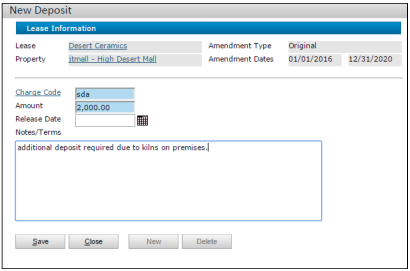 New Deposit
Lease Information
Lease Desert Ceramics Amendment Type Original
Property itmall - High Desert Mall Amendment Dates 01/01/2016 12/31/2020
Charge Code sda
Amount 2,000.00
Release Date
Notes/Terms
additional deposit required due to kilns on premises.
Save Close New Delete